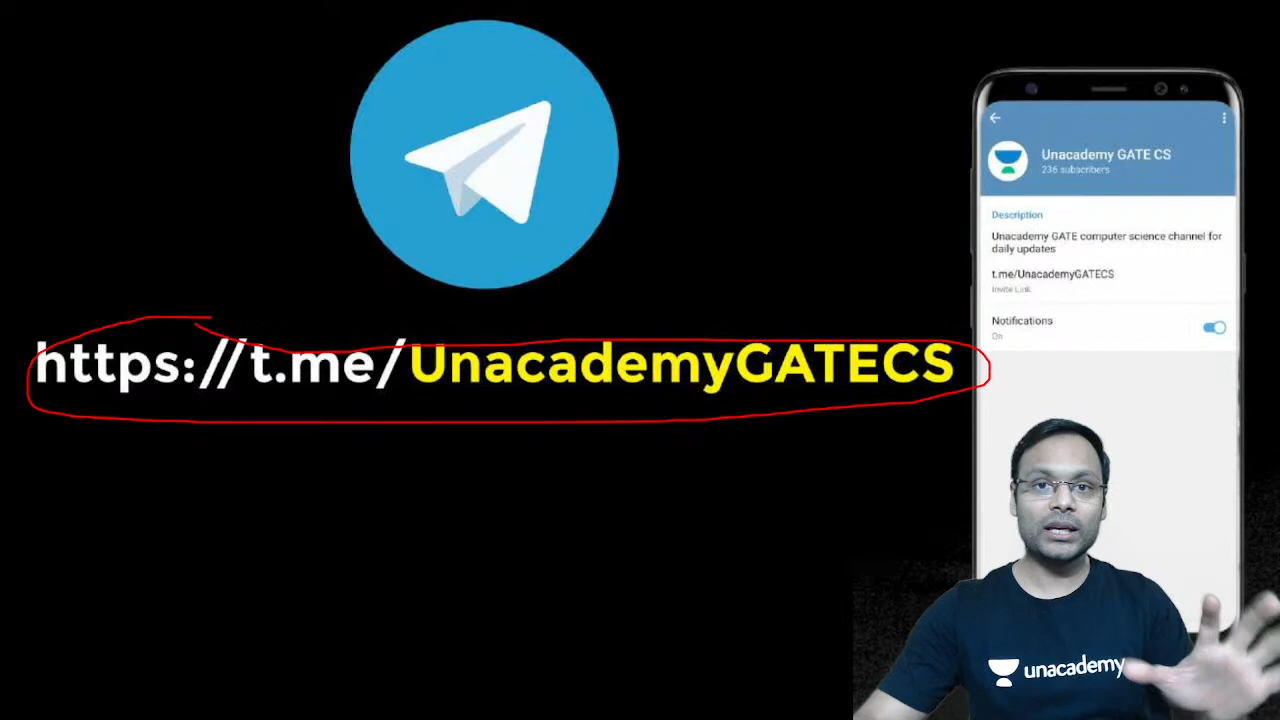 https://t.me/UnacademyGATECS
Unacademy GATE CS
236 subscribers
Description
Unacademy GATE computer science channel for
daily updates
t.me/UnacademyGATECS
Invite Link
Notifications
On
unacademy